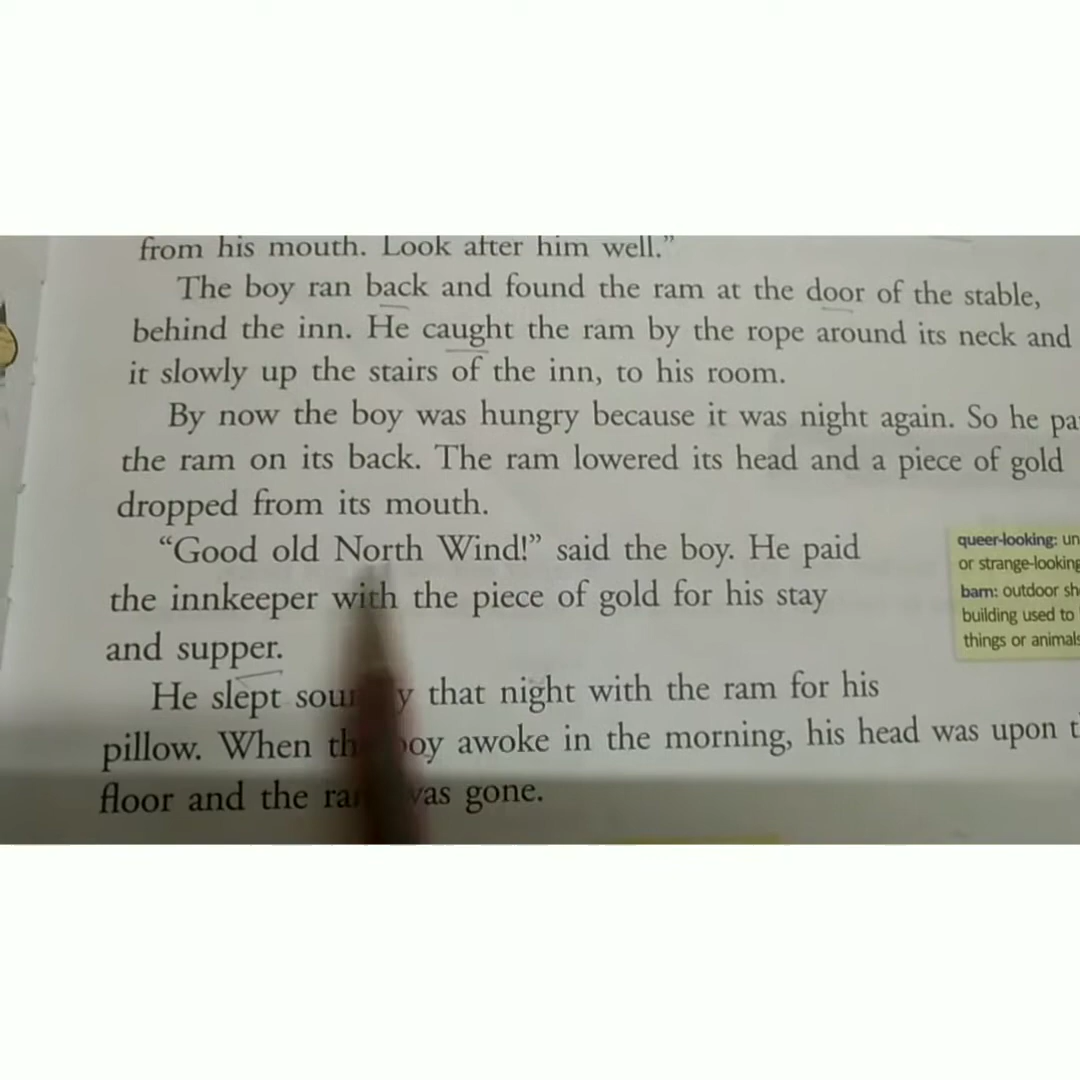 from his mouth. Look after him well.”
The boy ran back and found the ram at the door of the stable,
behind the inn. He caught the ram by the rope around its neck and
it slowly up the stairs of the inn, to his room.
By now the boy was hungry because it was night again. So he
the ram on its back. The ram lowered its head and a piece of gold
dropped from its mouth.
“Good old North Wind!” said the boy. He paid
the innkeeper with the piece of gold for his stay
and supper.
He slept that night with the ram for his
pillow. When awoke in the morning, his head was upon
floor and the was gone.
queer-looking:
or strange-looking
barn: outdoor
building used to
things or animals